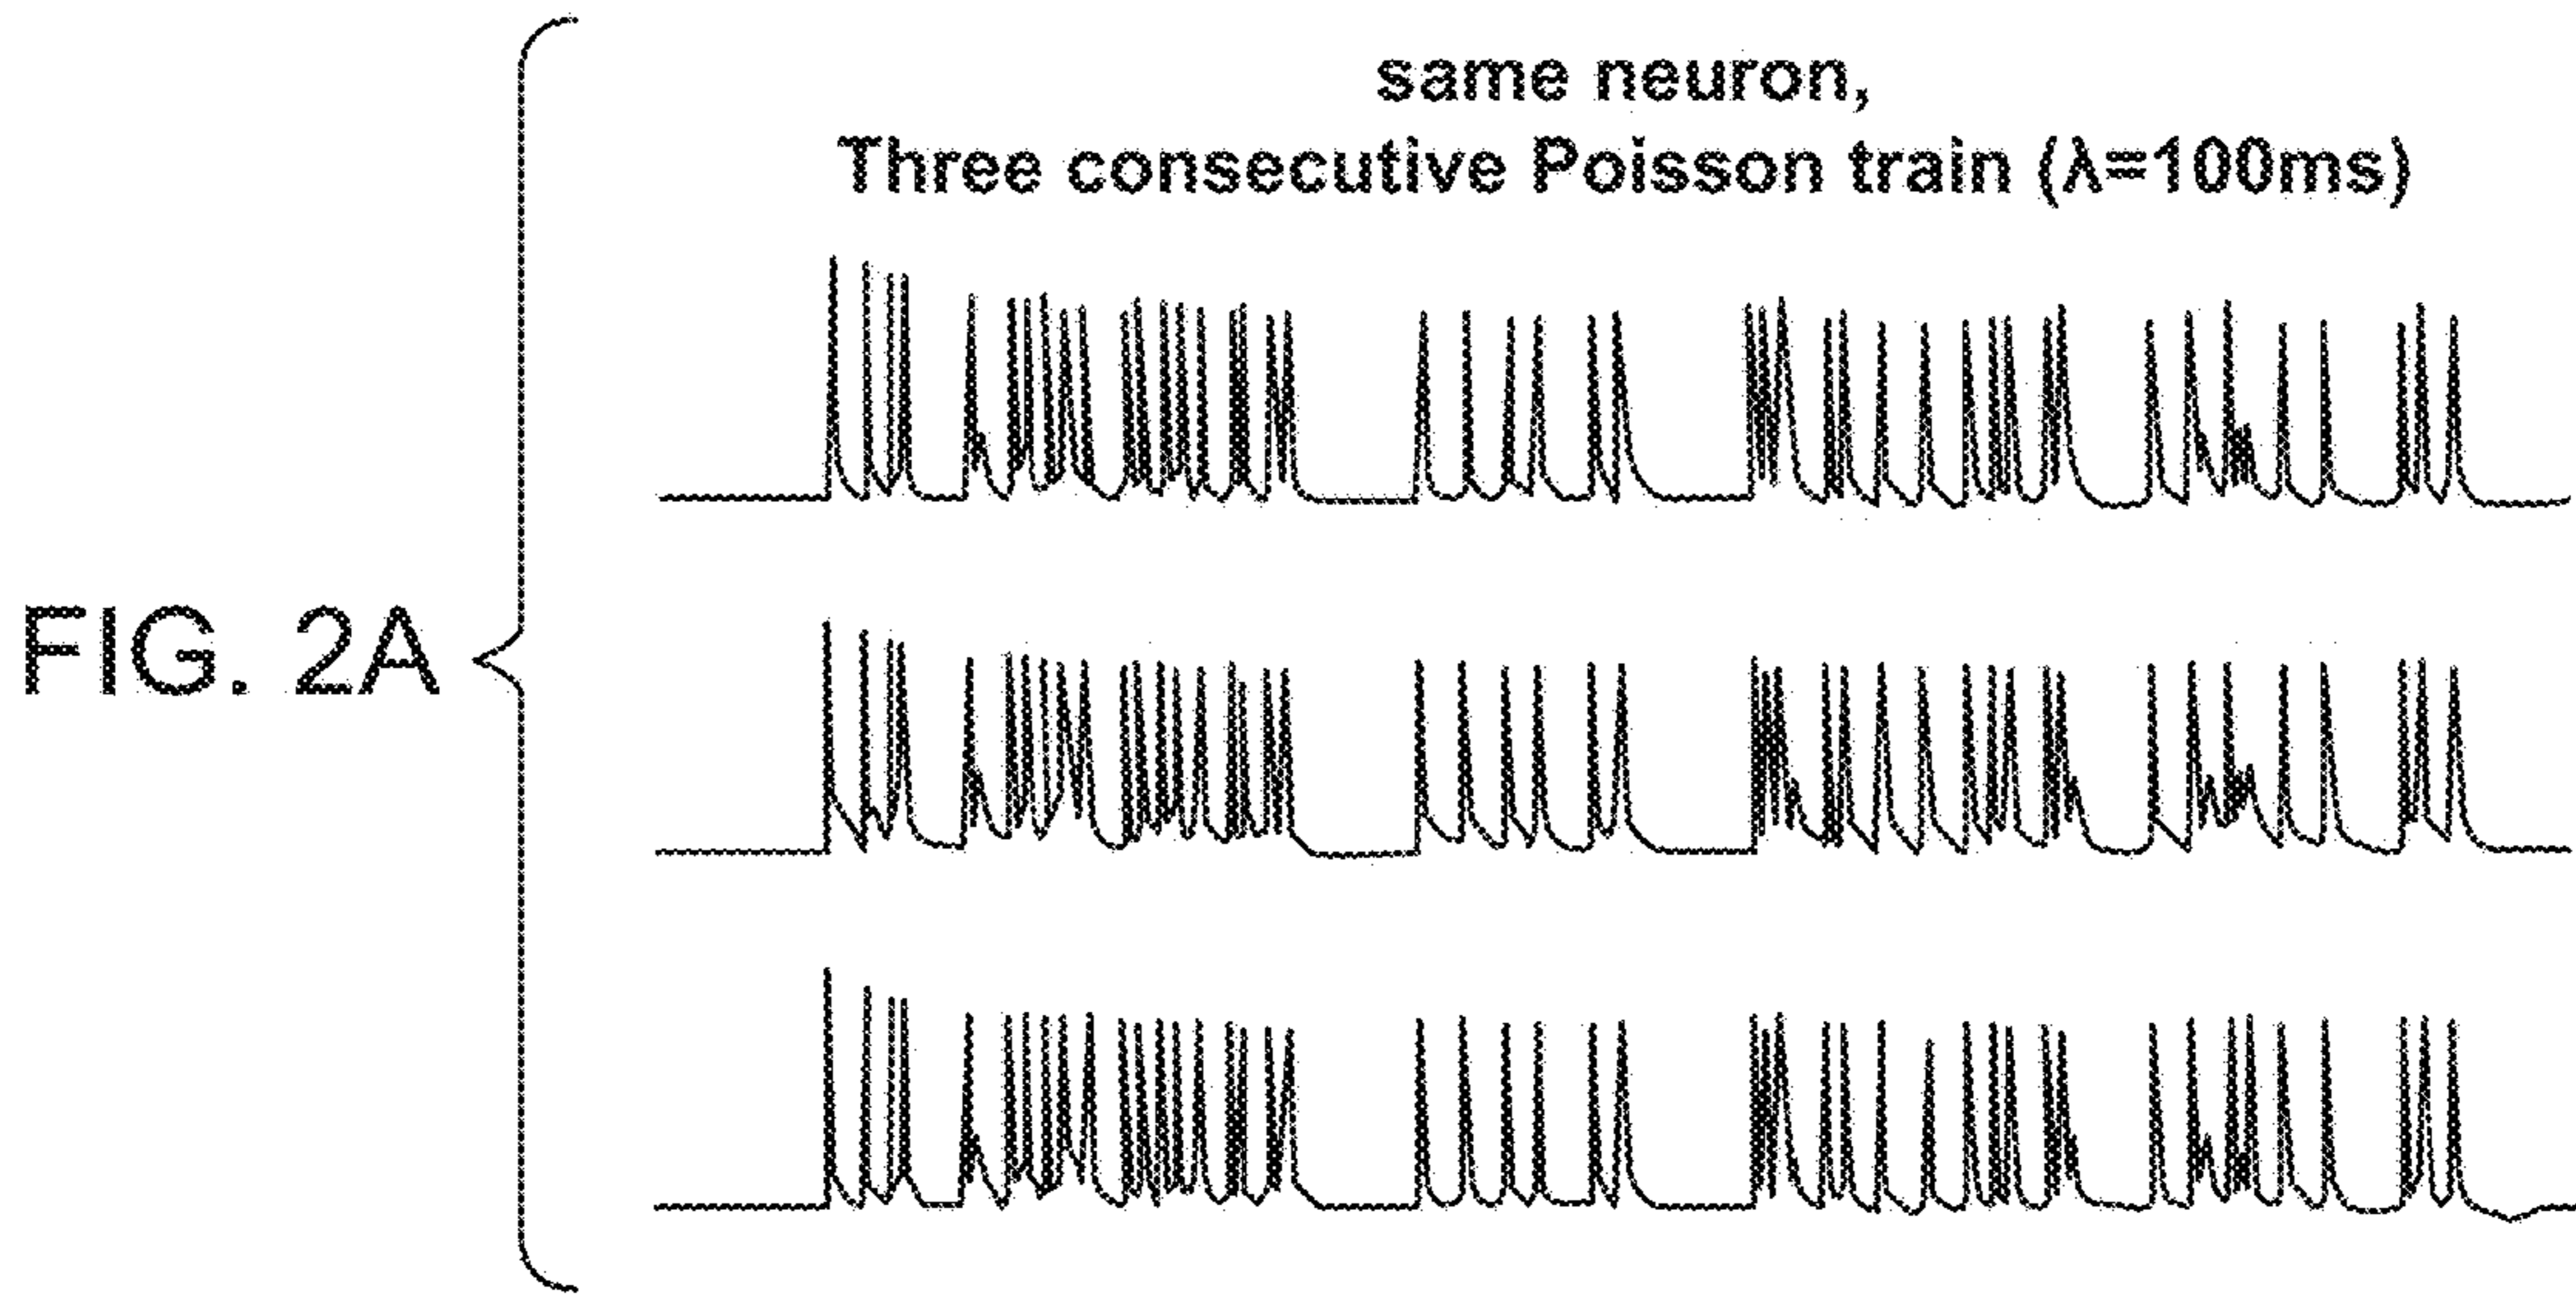 same neuron,
Three consecutive Poisson train (λ=100ms)
FIG. 2A